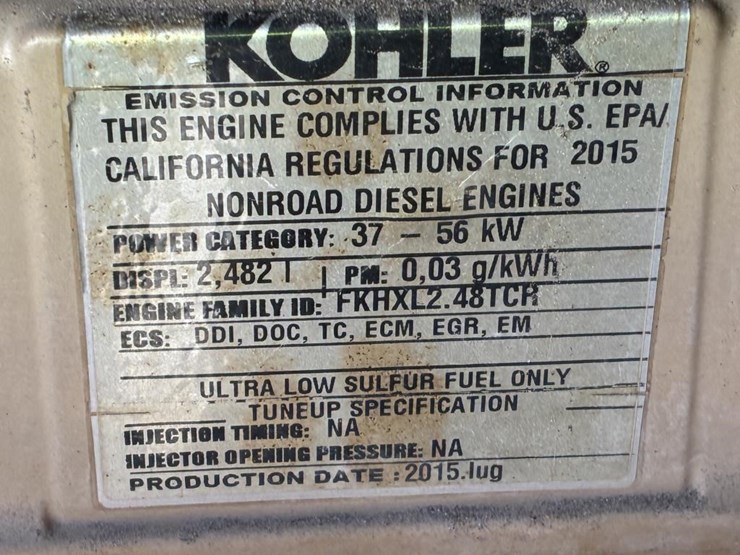 KOHLER®
EMISSION CONTROL INFORMATION
THIS ENGINE COMPLIES WITH U.S. EPA/
CALIFORNIA REGULATIONS FOR 2015
NONROAD DIESEL ENGINES
POWER CATEGORY: 37 – 56 kW
DISPL: 2,482 l | PM: 0,03 g/kWh
ENGINE FAMILY ID: FKHXL2.48TCR
ECS: DDI, DOC, TC, ECM, EGR, EM
ULTRA LOW SULFUR FUEL ONLY
TUNEUP SPECIFICATION
INJECTION TIMING: NA
INJECTOR OPENING PRESSURE: NA
PRODUCTION DATE :2015.lug